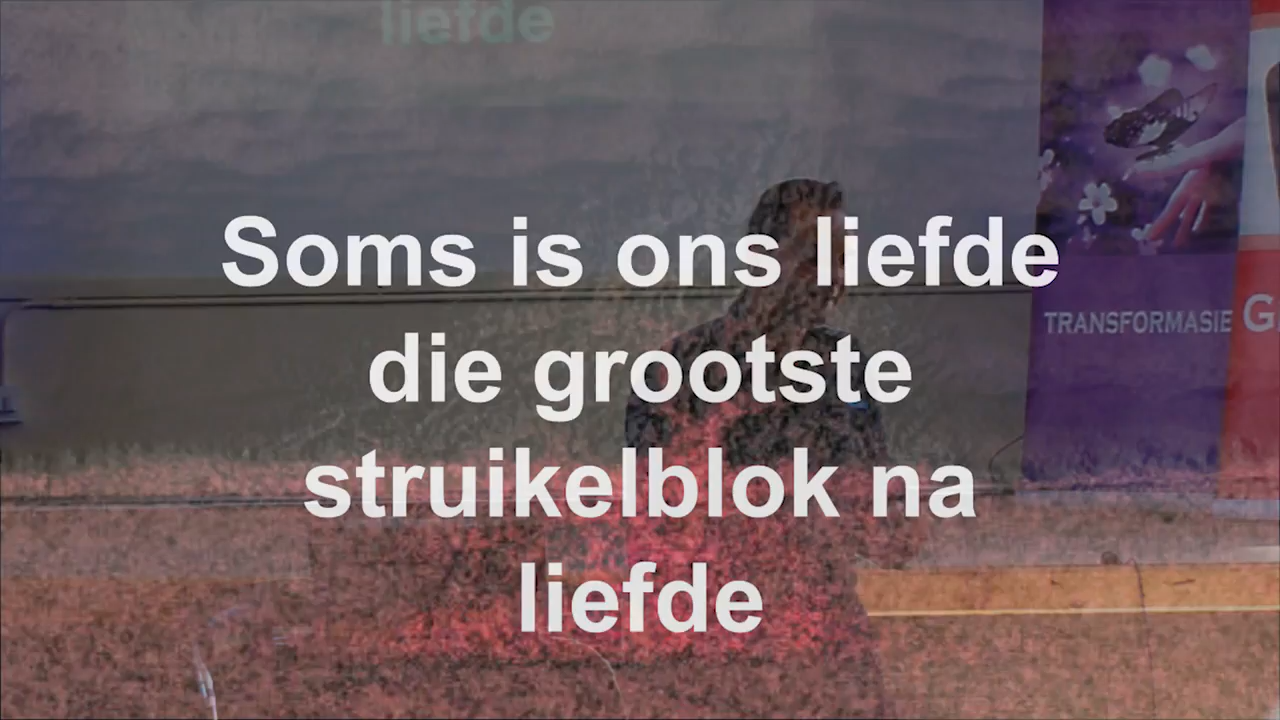 liefde
Soms is ons liefde
die grootste
struikelblok na
liefde
TRANSFORMASIE
G